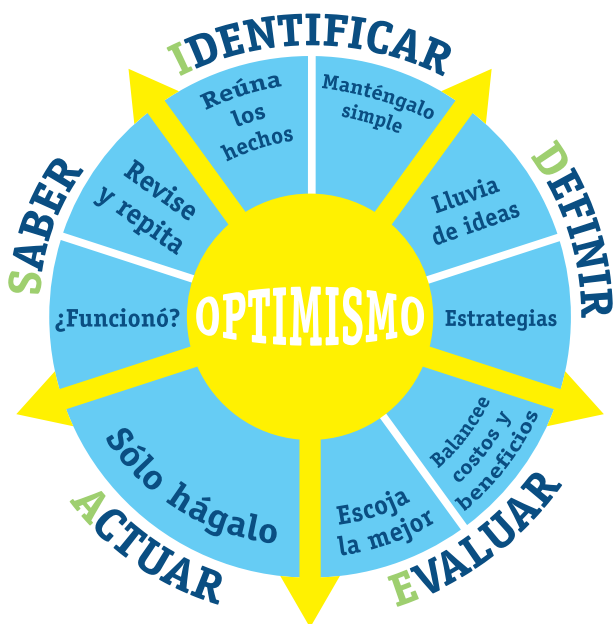 IDENTIFICAR
Reúna
los
hechos
Manténgalo
simple
DEFINIR
Lluvia
de ideas
Estrategias
EVALUAR
Balancee
costos y
beneficios
Escoja
la mejor
ACTUAR
Sólo hágalo
SABER
¿Funcionó?
Revise
y repita
OPTIMISMO